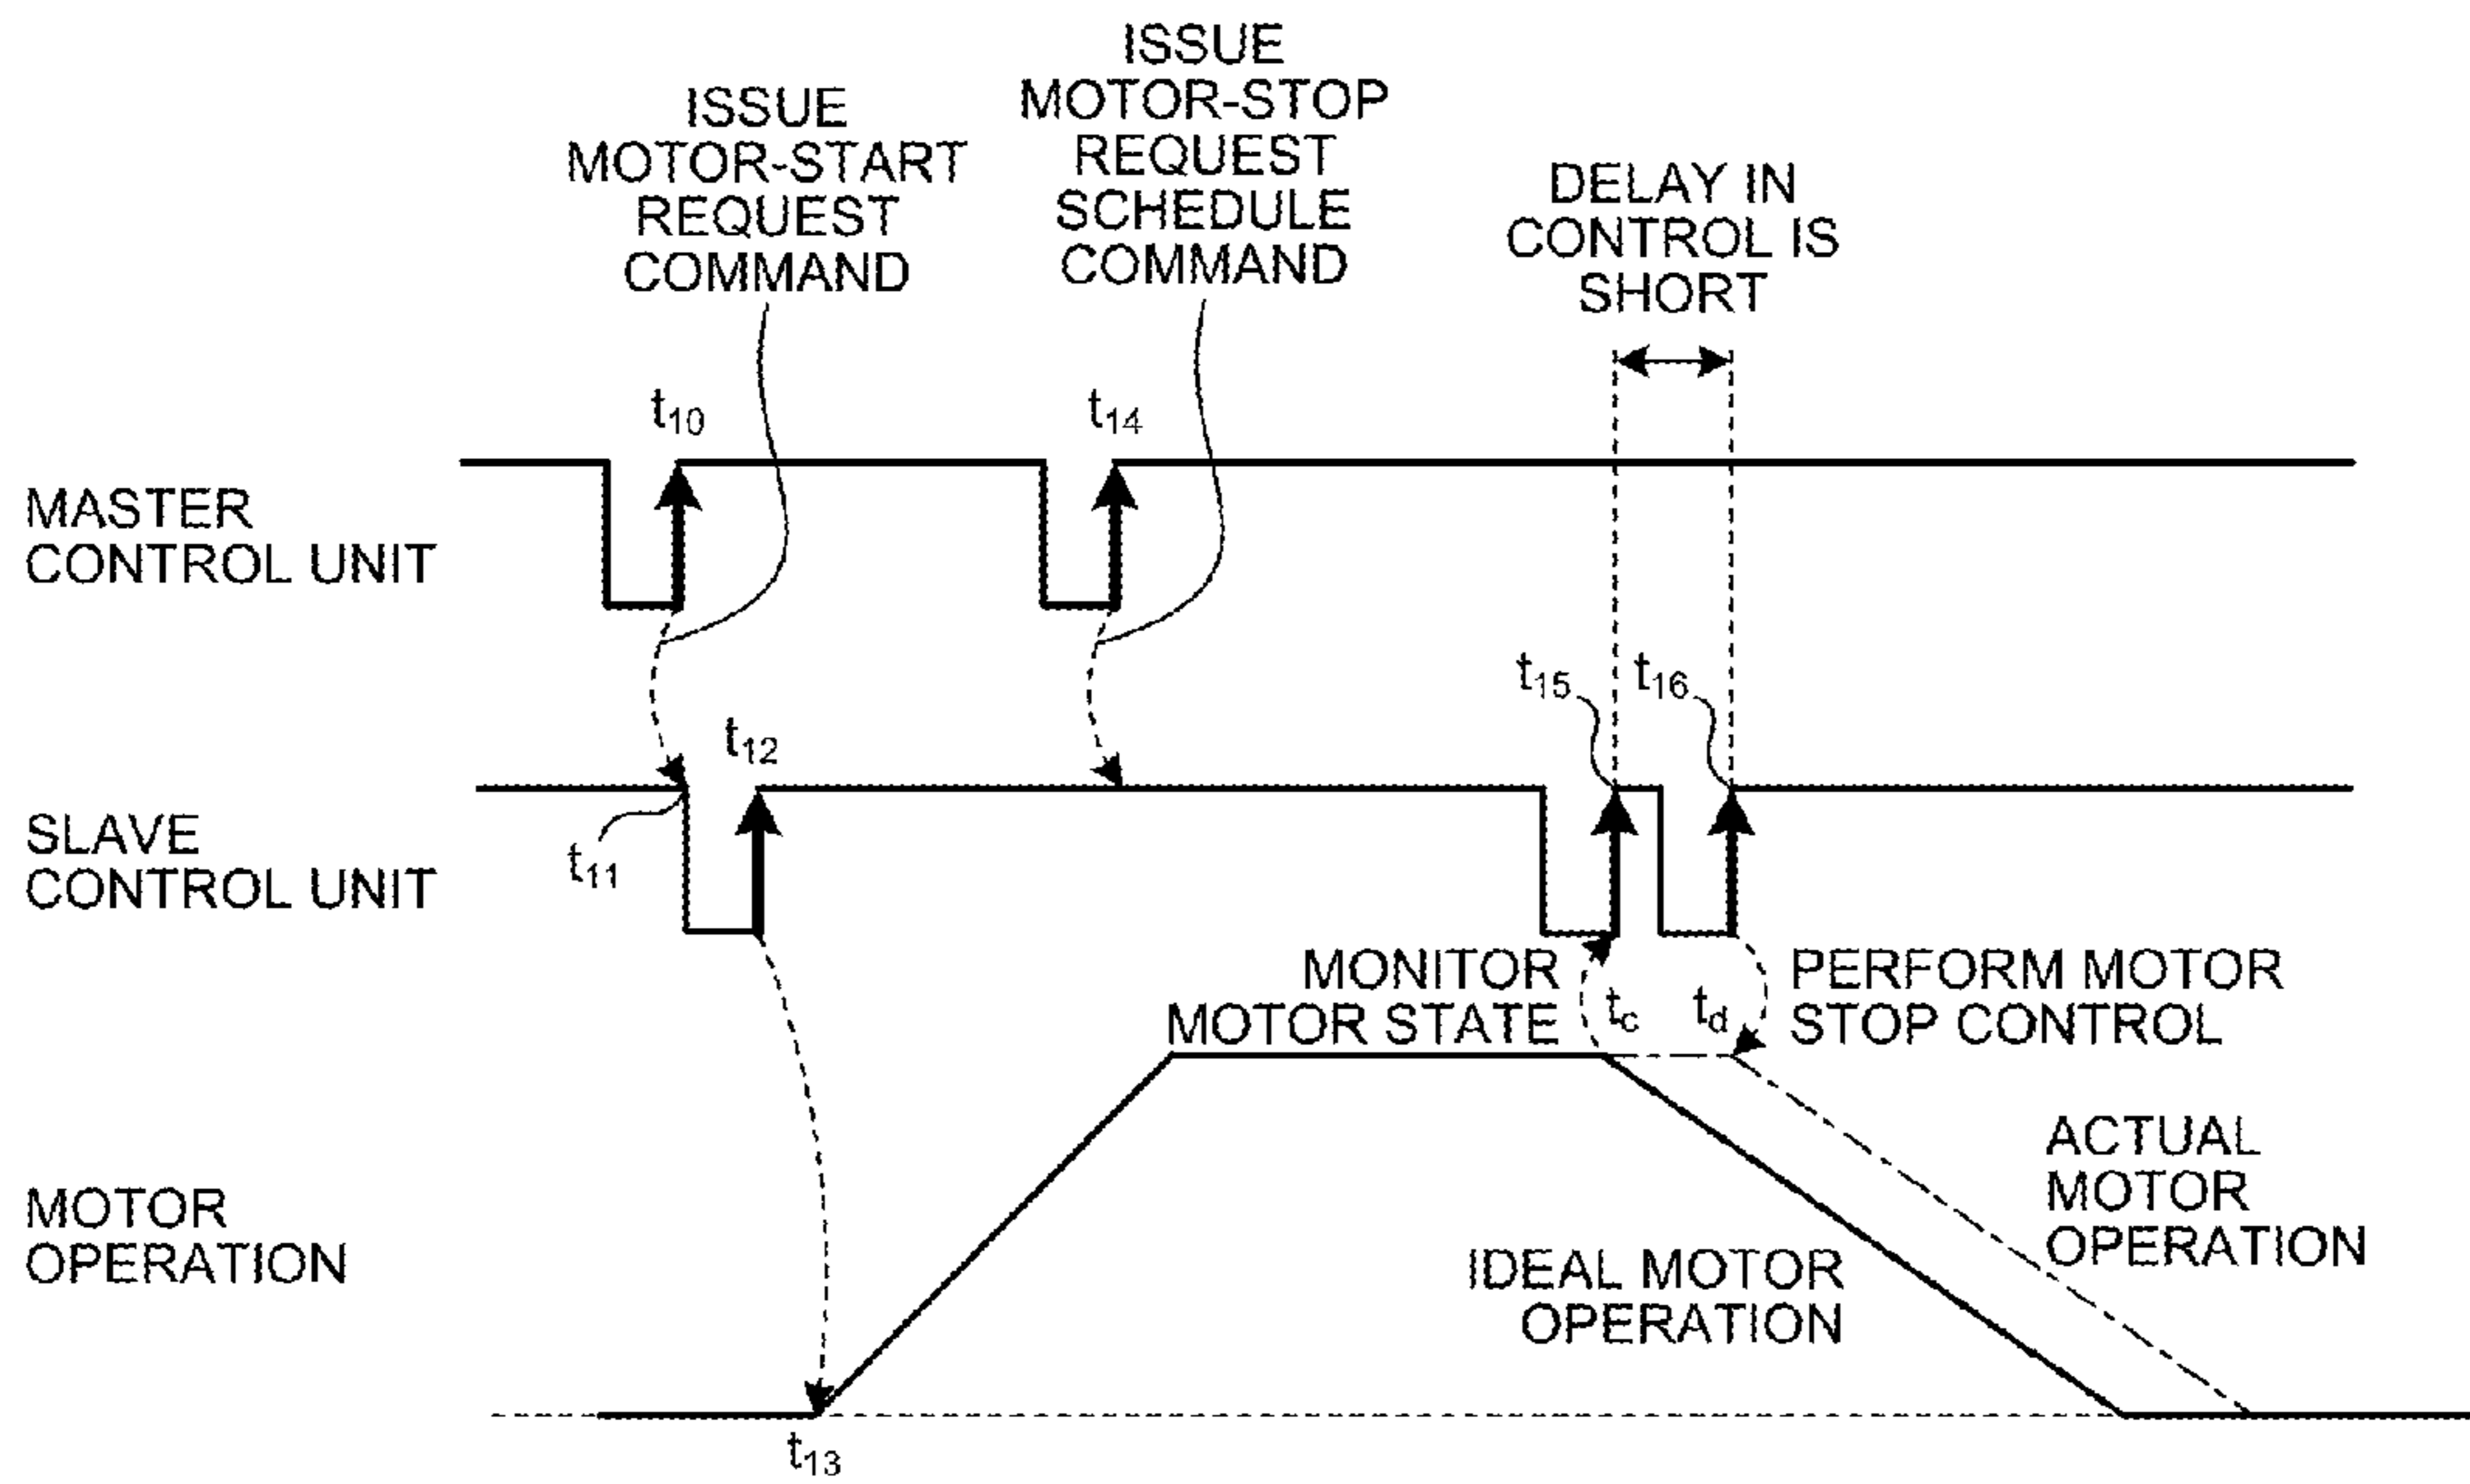 ISSUE
MOTOR-START
REQUEST
COMMAND
ISSUE
MOTOR-STOP
REQUEST
SCHEDULE
COMMAND
DELAY IN
CONTROL IS
SHORT
t10
t14
MASTER
CONTROL UNIT
t15
t16
t12
SLAVE
CONTROL UNIT
t11
MONITOR
MOTOR STATE
tc
td
PERFORM MOTOR
STOP CONTROL
ACTUAL
MOTOR
OPERATION
MOTOR
OPERATION
IDEAL MOTOR
OPERATION
t13